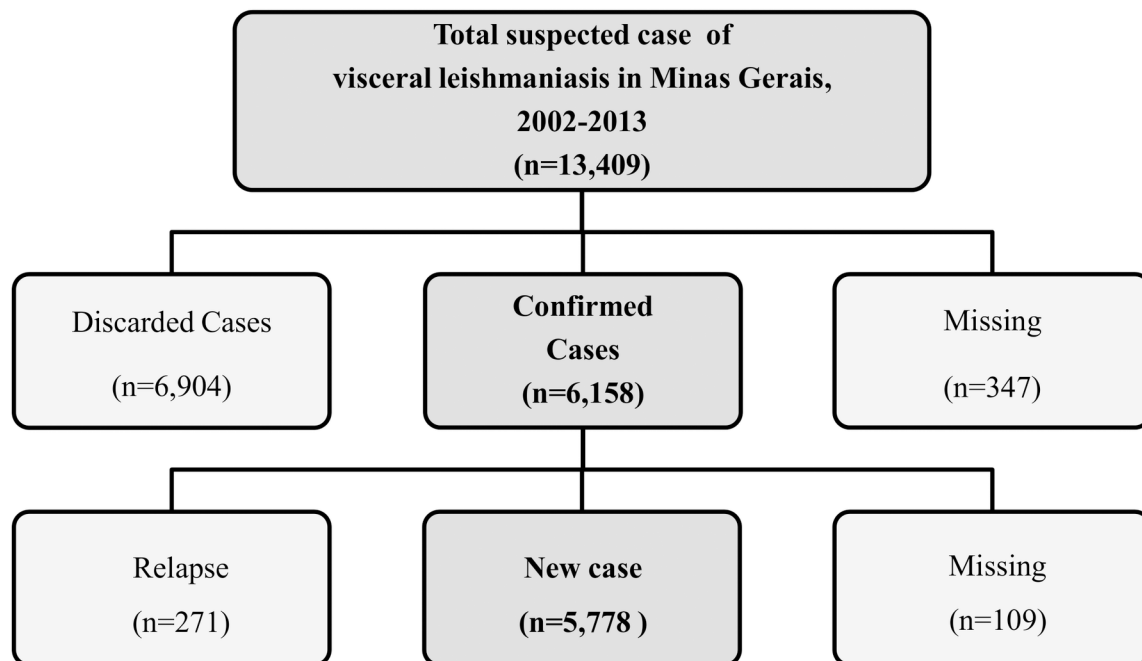 Total suspected case of
visceral leishmaniasis in Minas Gerais,
2002-2013
(n=13,409)
Discarded Cases
(n=6,904)
Confirmed
Cases
(n=6,158)
Missing
(n=347)
Relapse
(n=271)
New case
(n=5,778 )
Missing
(n=109)